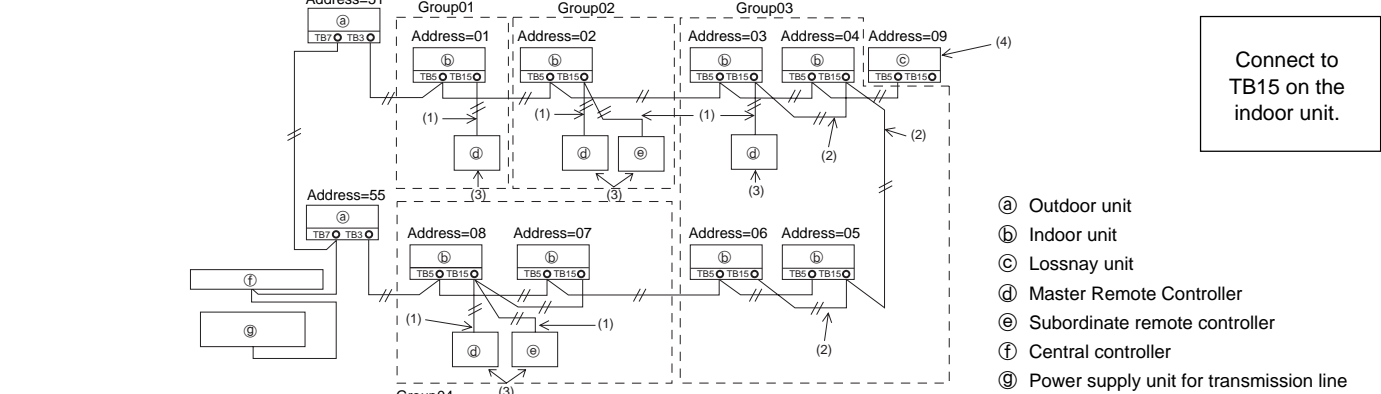 Address=51
Group01
Group02
Group03
ⓐ
TB7 TB3
Address=01
Address=02
Address=03
Address=04
Address=09
(4)
ⓑ
ⓑ
ⓑ
ⓑ
ⓒ
TB5 TB15
TB5 TB15
TB5 TB15
TB5 TB15
TB5 TB15
(1)
(1)
(1)
(2)
(2)
ⓓ
ⓓ
ⓔ
ⓓ
(3)
(3)
(3)
Connect to
TB15 on the
indoor unit.
Address=55
ⓐ
TB7 TB3
Address=08
Address=07
Address=06
Address=05
ⓑ
ⓑ
ⓑ
ⓑ
TB5 TB15
TB5 TB15
TB5 TB15
TB5 TB15
ⓕ
ⓖ
(1)
(1)
(2)
ⓓ
ⓔ
(3)
Group04
ⓐ Outdoor unit
ⓑ Indoor unit
ⓒ Lossnay unit
ⓓ Master Remote Controller
ⓔ Subordinate remote controller
ⓕ Central controller
ⓖ Power supply unit for transmission line